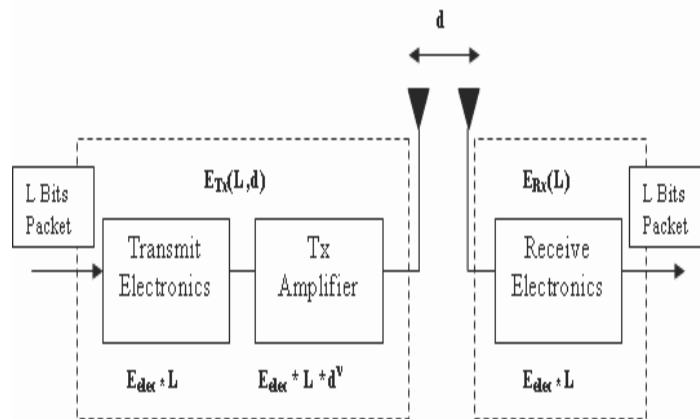 d
E_Tx(L,d)
E_Rx(L)
L Bits
Packet
Transmit
Electronics
Tx
Amplifier
Receive
Electronics
L Bits
Packet
E_elec * L
E_elec * L * d^v
E_elec * L